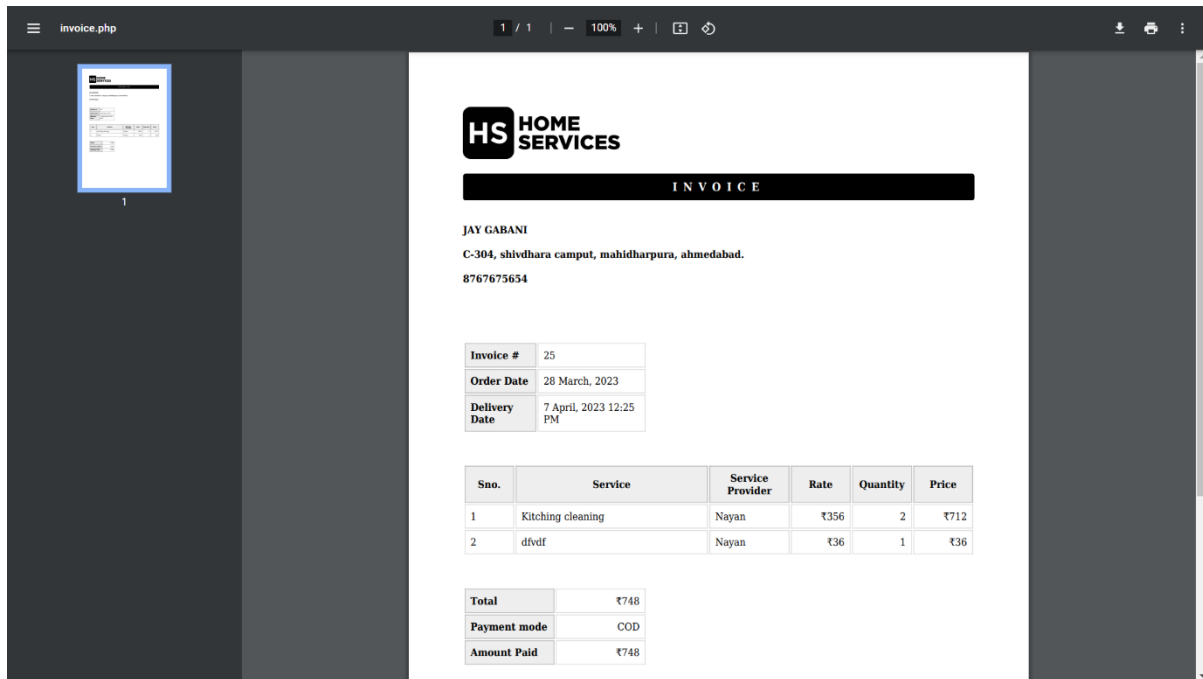 invoice.php
1 / 1 | − 100% + |
1
HS HOME SERVICES
INVOICE
JAY GABANI
C-304, shivdhara camput, mahidharpura, ahmedabad.
8767675654
Invoice # 25
Order Date 28 March, 2023
Delivery Date 7 April, 2023 12:25 PM
Sno. Service Service Provider Rate Quantity Price
1 Kitching cleaning Nayan ₹356 2 ₹712
2 dfvdf Nayan ₹36 1 ₹36
Total ₹748
Payment mode COD
Amount Paid ₹748